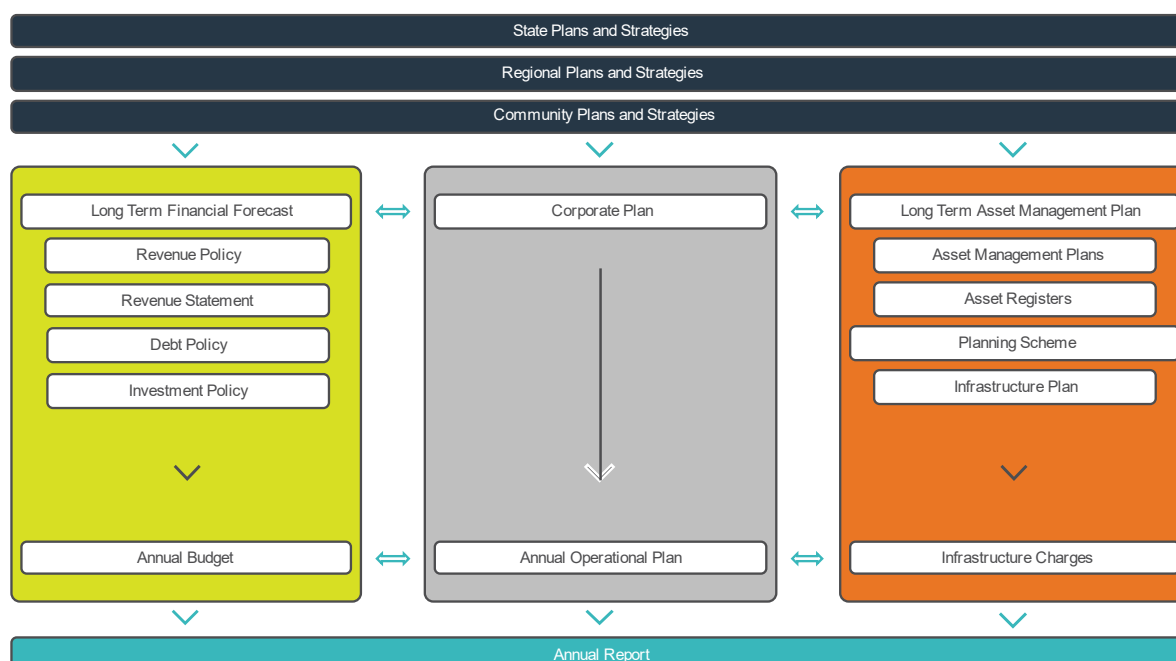 State Plans and Strategies
Regional Plans and Strategies
Community Plans and Strategies
Long Term Financial Forecast
Revenue Policy
Revenue Statement
Debt Policy
Investment Policy
Annual Budget
Corporate Plan
Annual Operational Plan
Long Term Asset Management Plan
Asset Management Plans
Asset Registers
Planning Scheme
Infrastructure Plan
Infrastructure Charges
Annual Report